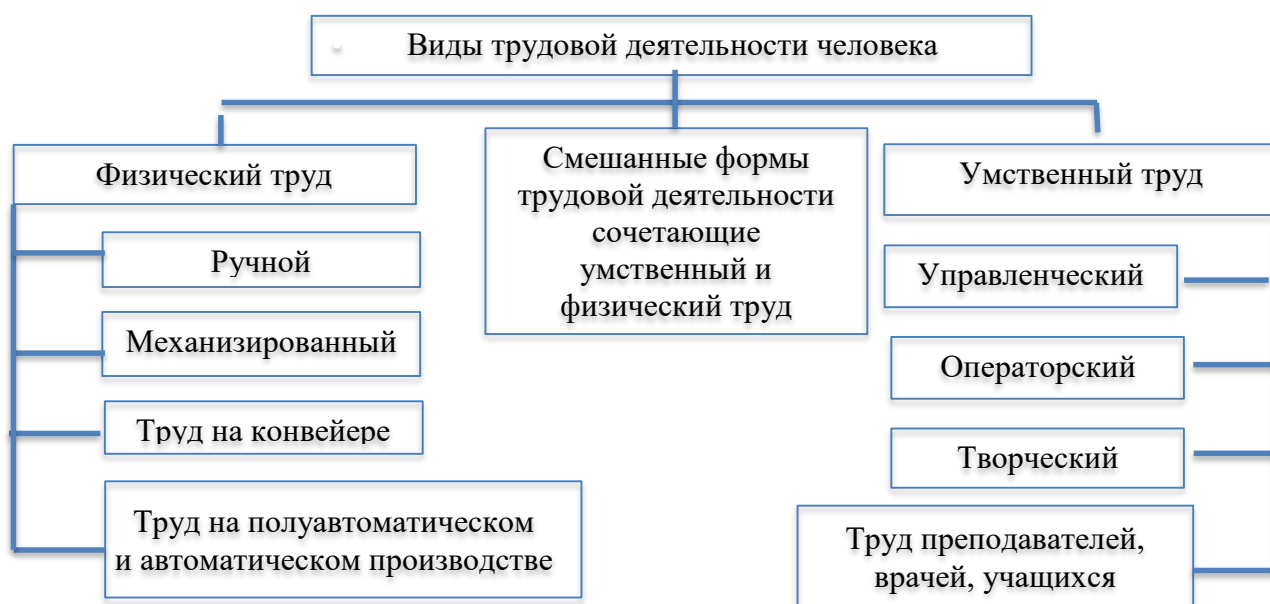 Виды трудовой деятельности человека
Физический труд
Ручной
Механизированный
Труд на конвейере
Труд на полуавтоматическом
и автоматическом производстве
Смешанные формы
трудовой деятельности
сочетающие
умственный и
физический труд
Умственный труд
Управленческий
Операторский
Творческий
Труд преподавателей,
врачей, учащихся